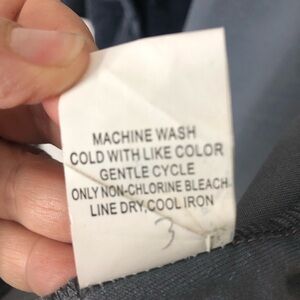 MACHINE WASH
COLD WITH LIKE COLOR
GENTLE CYCLE
ONLY NON-CHLORINE BLEACH
LINE DRY,COOL IRON
3